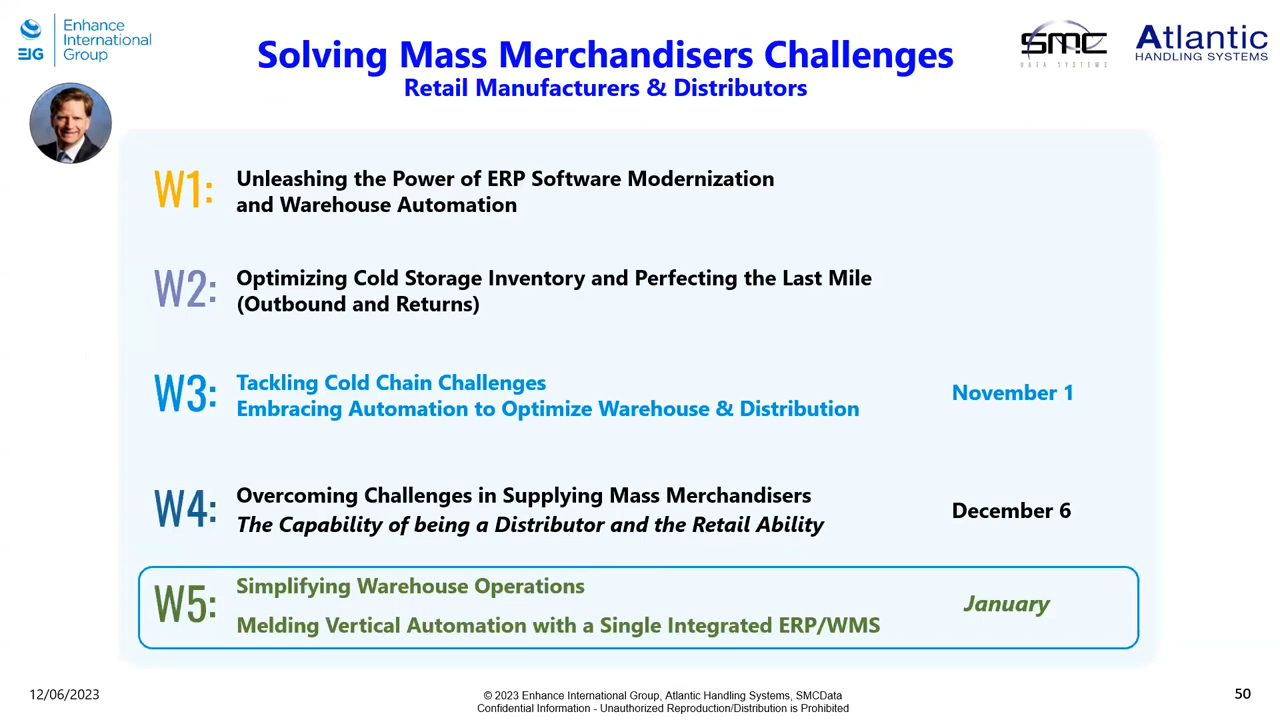 Enhance
International
Group
EIG
Solving Mass Merchandisers Challenges
Retail Manufacturers & Distributors
SMC
DATA SYSTEMS
Atlantic
HANDLING SYSTEMS
W1:
Unleashing the Power of ERP Software Modernization
and Warehouse Automation
W2:
Optimizing Cold Storage Inventory and Perfecting the Last Mile
(Outbound and Returns)
W3:
Tackling Cold Chain Challenges
Embracing Automation to Optimize Warehouse & Distribution
November 1
W4:
Overcoming Challenges in Supplying Mass Merchandisers
The Capability of being a Distributor and the Retail Ability
December 6
W5:
Simplifying Warehouse Operations
Melding Vertical Automation with a Single Integrated ERP/WMS
January
12/06/2023
© 2023 Enhance International Group, Atlantic Handling Systems, SMCData
Confidential Information - Unauthorized Reproduction/Distribution is Prohibited
50